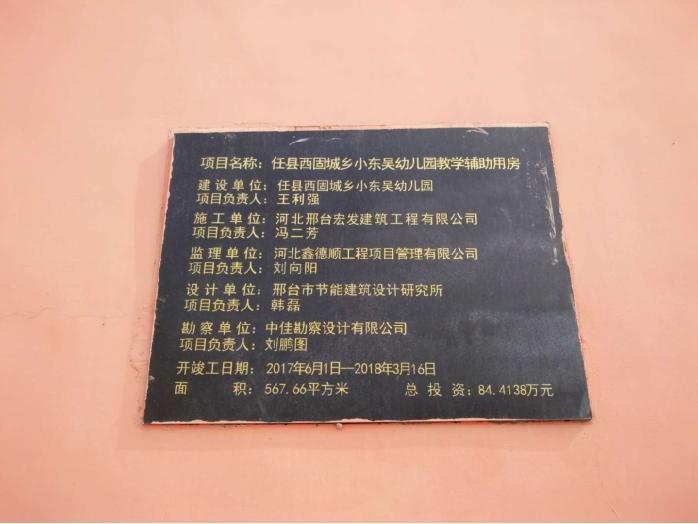 项目名称：任县西固城乡小东吴幼儿园教学辅助用房
建设单位：任县西固城乡小东吴幼儿园
项目负责人：王利强
施工单位：河北邢台宏发建筑工程有限公司
项目负责人：冯二芳
监理单位：河北鑫德顺工程项目管理有限公司
项目负责人：刘向阳
设计单位：邢台市节能建筑设计研究所
项目负责人：韩磊
勘察单位：中佳勘察设计有限公司
项目负责人：刘鹏图
开竣工日期：2017年6月1日—2018年3月16日
面积：567.66平方米 总投资：84.4138万元